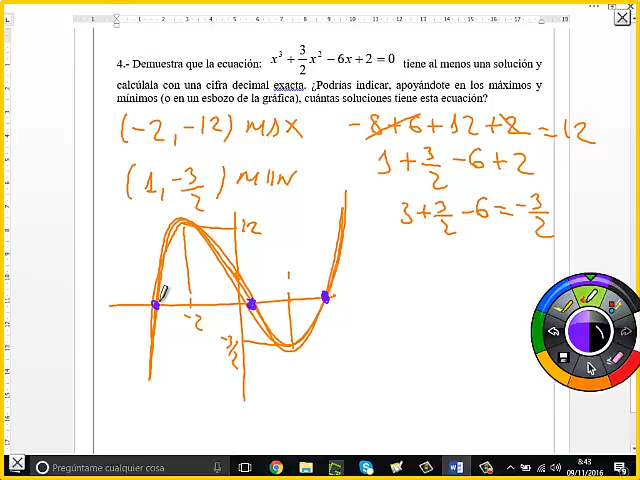 4.- Demuestra que la ecuación: x³ + 3/2 x² − 6x + 2 = 0 tiene al menos una solución y
calcúlala con una cifra decimal exacta. ¿Podrías indicar, apoyándote en los máximos y
mínimos (o en un esbozo de la gráfica), cuántas soluciones tiene esta ecuación?
(-2, -12) MAX
-8+6+12+2 = 12
1 + 3/2 - 6 + 2
(1, -3/2) MIN
3 + 3/2 - 6 = -3/2
12
-2
-3/2
Pregúntame cualquier cosa
8:43
09/11/2016